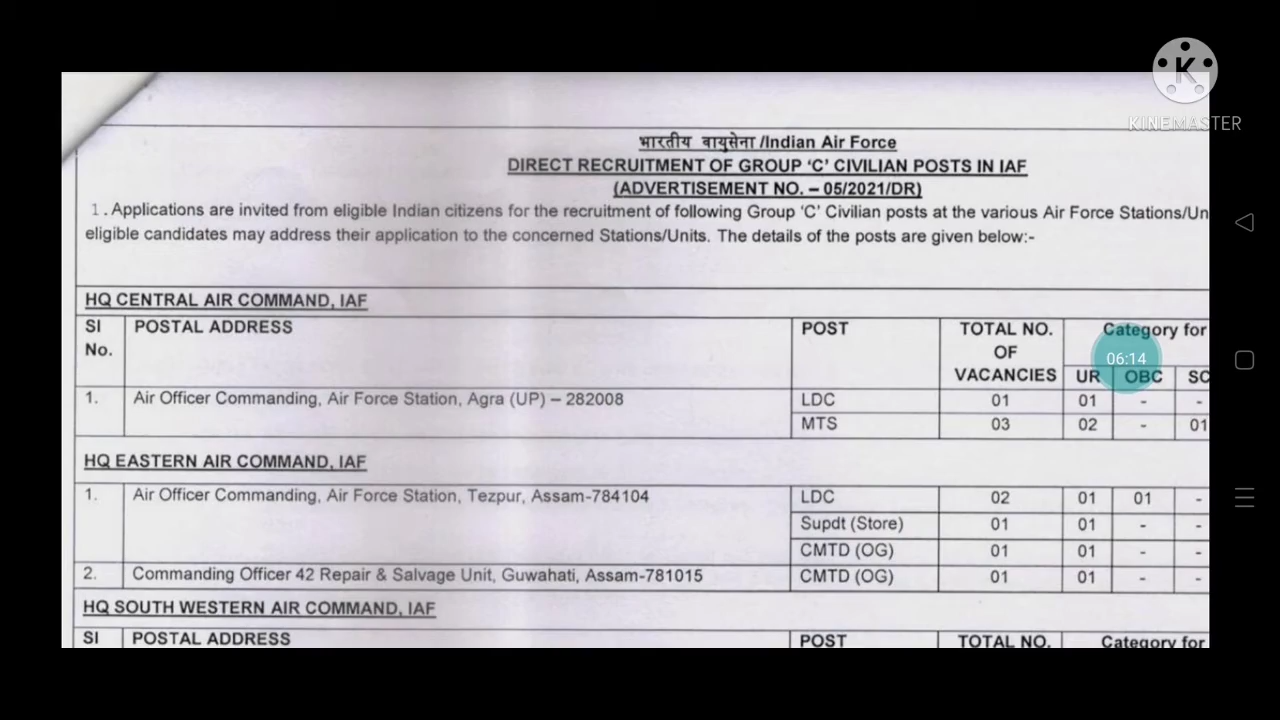 K
KINEMASTER
भारतीय वायुसेना /Indian Air Force
DIRECT RECRUITMENT OF GROUP ‘C’ CIVILIAN POSTS IN IAF
(ADVERTISEMENT NO. – 05/2021/DR)
1. Applications are invited from eligible Indian citizens for the recruitment of following Group ‘C’ Civilian posts at the various Air Force Stations/Un
eligible candidates may address their application to the concerned Stations/Units. The details of the posts are given below:-
HQ CENTRAL AIR COMMAND, IAF
SI No. POSTAL ADDRESS POST TOTAL NO. OF VACANCIES Category for
06:14
UR OBC SC
1. Air Officer Commanding, Air Force Station, Agra (UP) – 282008 LDC 01 01 - -
MTS 03 02 - 01
HQ EASTERN AIR COMMAND, IAF
1. Air Officer Commanding, Air Force Station, Tezpur, Assam-784104 LDC 02 01 01 -
Supdt (Store) 01 01 - -
CMTD (OG) 01 01 - -
2. Commanding Officer 42 Repair & Salvage Unit, Guwahati, Assam-781015 CMTD (OG) 01 01 - -
HQ SOUTH WESTERN AIR COMMAND, IAF
SI POSTAL ADDRESS POST TOTAL NO. Category for